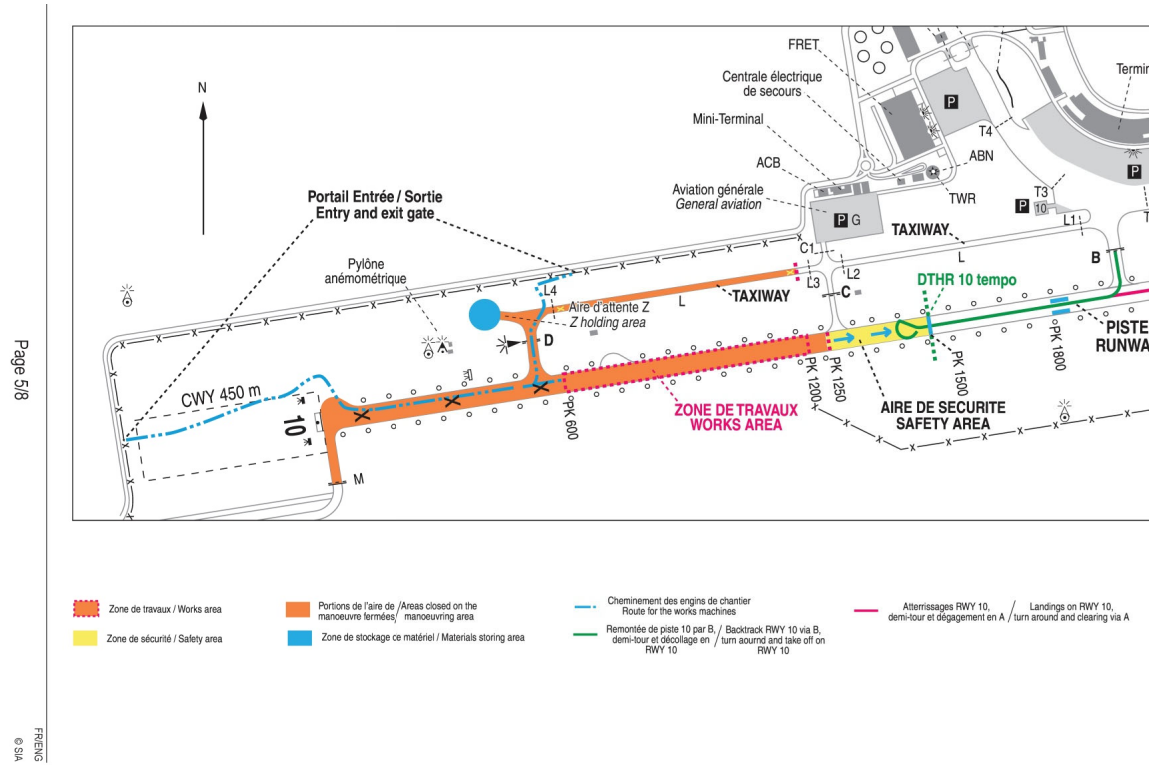 N
FRET
Centrale électrique
de secours
Mini-Terminal
ACB
Aviation générale
General aviation
P
T4
ABN
TWR
P G
P
10
T3
L1
P
Termin
T
Portail Entrée / Sortie
Entry and exit gate
Pylône
anémométrique
L4
Aire d'attente Z
Z holding area
L
TAXIWAY
C1
L2
L3
C
TAXIWAY
L
B
DTHR 10 tempo
D
CWY 450 m
10
M
PK 600
ZONE DE TRAVAUX
WORKS AREA
PK 1200
PK 1250
AIRE DE SECURITE
SAFETY AREA
PK 1500
PK 1800
PISTE
RUNWA
Page 5/8
Zone de travaux / Works area
Zone de sécurité / Safety area
Portions de l'aire de / Areas closed on the
manoeuvre fermées / manoeuvring area
Zone de stockage ce matériel / Materials storing area
Cheminement des engins de chantier
Route for the works machines
Remontée de piste 10 par B, / Backtrack RWY 10 via B,
demi-tour et décollage en / turn aournd and take off on
RWY 10 RWY 10
Atterrissages RWY 10, / Landings on RWY 10,
demi-tour et dégagement en A / turn around and clearing via A
FR/ENG
© SIA